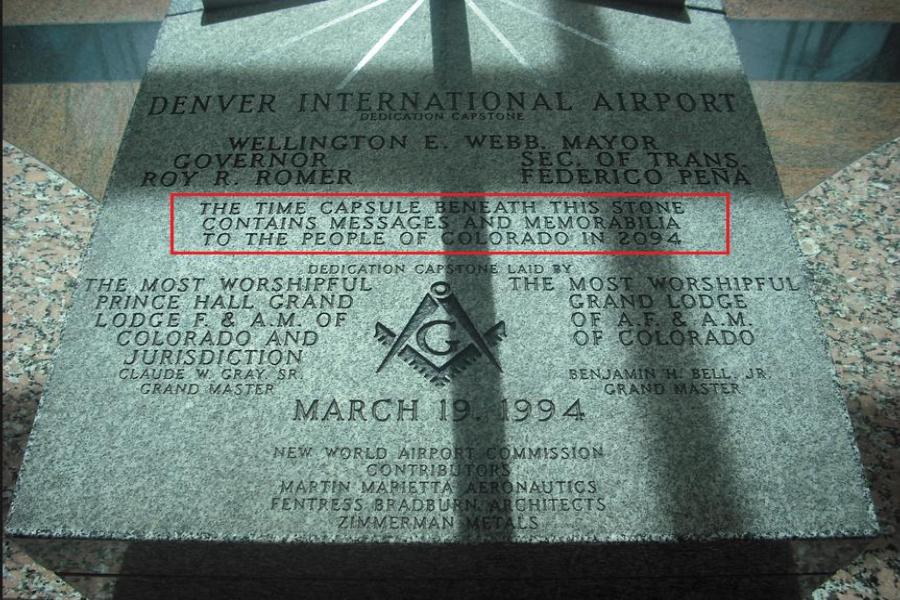 DENVER INTERNATIONAL AIRPORT
DEDICATION CAPSTONE
WELLINGTON E. WEBB, MAYOR
GOVERNOR SEC. OF TRANS.
ROY R. ROMER FEDERICO PEÑA
THE TIME CAPSULE BENEATH THIS STONE
CONTAINS MESSAGES AND MEMORABILIA
TO THE PEOPLE OF COLORADO IN 2094
DEDICATION CAPSTONE LAID BY
THE MOST WORSHIPFUL
PRINCE HALL GRAND
LODGE F. & A.M. OF
COLORADO AND
JURISDICTION
CLAUDE W. GRAY, SR.
GRAND MASTER
G
THE MOST WORSHIPFUL
GRAND LODGE
OF A.F. & A.M.
OF COLORADO
BENJAMIN H. BELL, JR.
GRAND MASTER
MARCH 19, 1994
NEW WORLD AIRPORT COMMISSION
CONTRIBUTORS
MARTIN MARIETTA AERONAUTICS
FENTRESS BRADBURN ARCHITECTS
ZIMMERMAN METALS